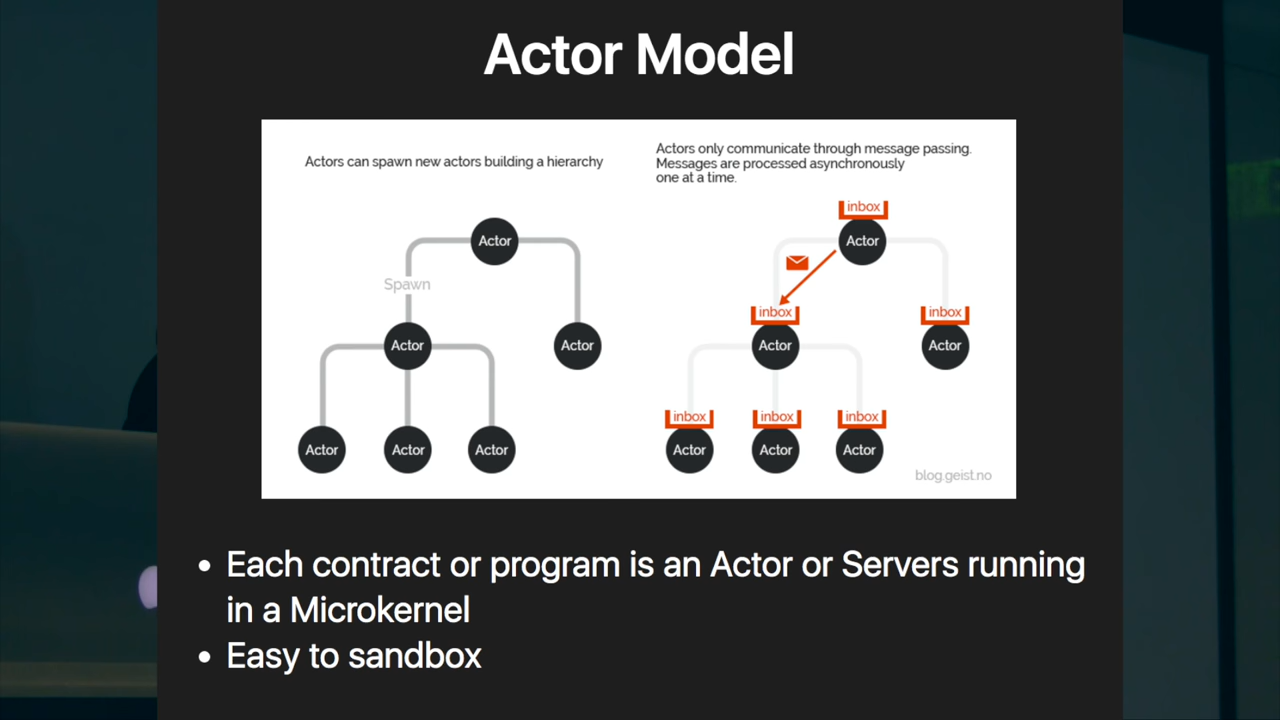 Actor Model
Actors can spawn new actors building a hierarchy
Actor
Spawn
Actor
Actor
Actor
Actor
Actor
Actors only communicate through message passing.
Messages are processed asynchronously
one at a time.
inbox
Actor
inbox
Actor
inbox
Actor
inbox
Actor
inbox
Actor
inbox
Actor
blog.geist.no
• Each contract or program is an Actor or Servers running
in a Microkernel
• Easy to sandbox